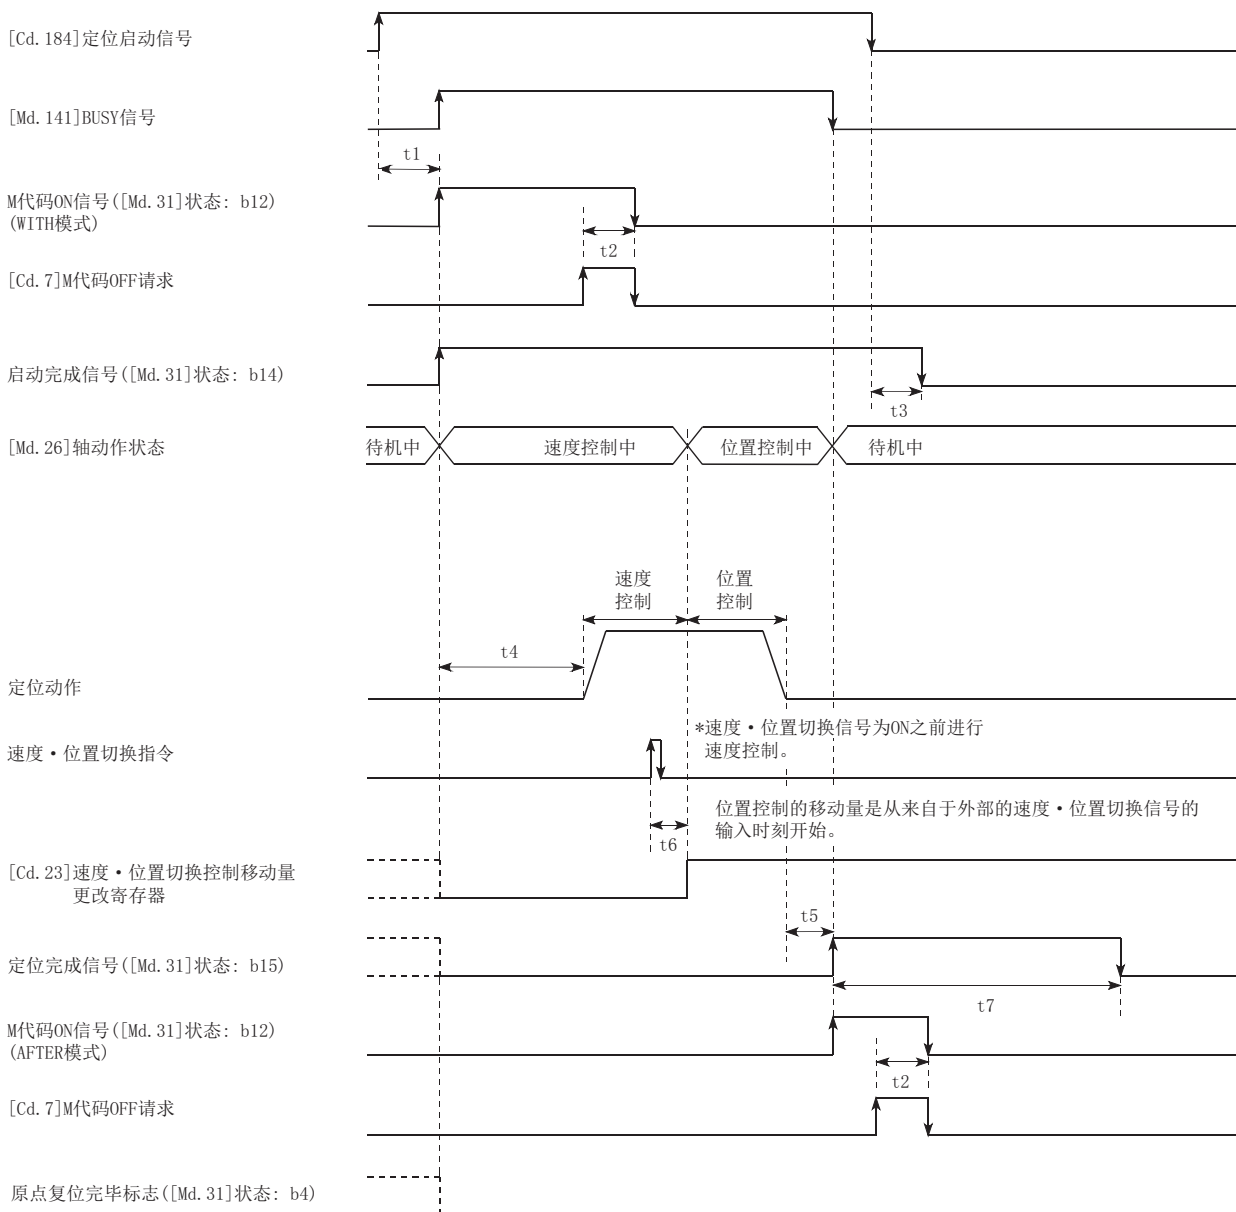 [Cd.184]定位启动信号
[Md.141]BUSY信号
t1
M代码ON信号([Md.31]状态: b12)
(WITH模式)
t2
[Cd.7]M代码OFF请求
启动完成信号([Md.31]状态: b14)
t3
[Md.26]轴动作状态
待机中
速度控制中
位置控制中
待机中
速度
控制
位置
控制
t4
定位动作
*速度·位置切换信号为ON之前进行
速度控制。
速度·位置切换指令
位置控制的移动量是从来自于外部的速度·位置切换信号的
输入时刻开始。
t6
[Cd.23]速度·位置切换控制移动量
更改寄存器
t5
定位完成信号([Md.31]状态: b15)
t7
M代码ON信号([Md.31]状态: b12)
(AFTER模式)
t2
[Cd.7]M代码OFF请求
原点复位完毕标志([Md.31]状态: b4)